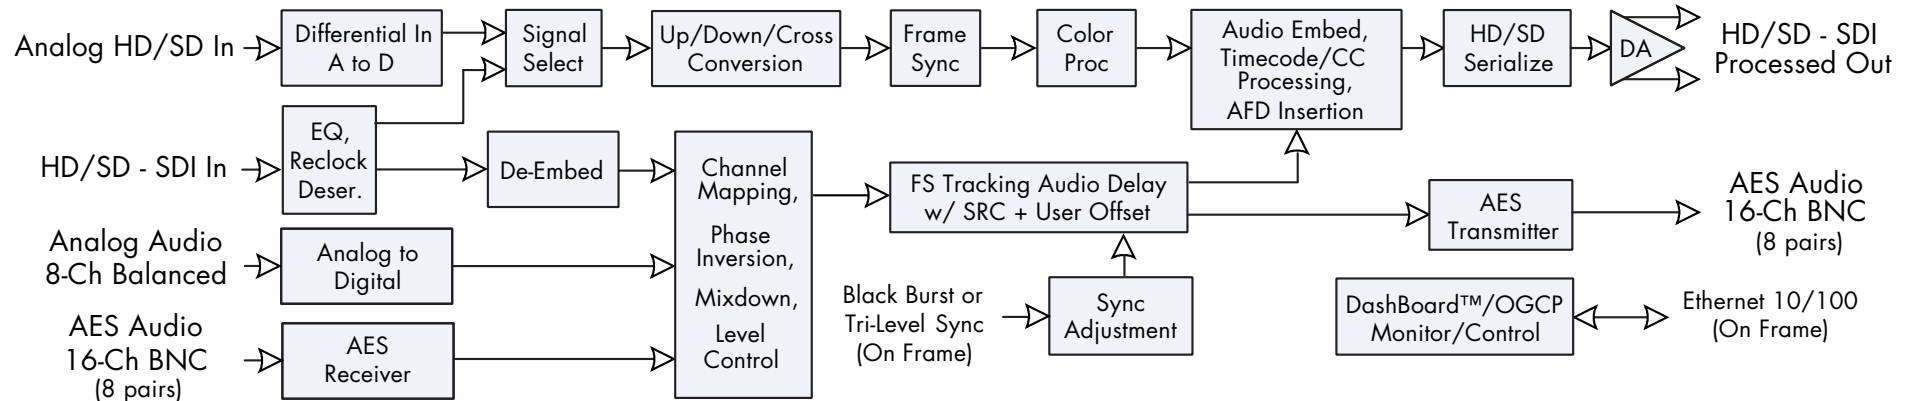 Analog HD/SD In
Differential In
A to D
Signal
Select
Up/Down/Cross
Conversion
Frame
Sync
Color
Proc
Audio Embed,
Timecode/CC
Processing,
AFD Insertion
HD/SD
Serialize
DA
HD/SD - SDI
Processed Out
HD/SD - SDI In
EQ,
Reclock
Deser.
De-Embed
Channel
Mapping,
Phase
Inversion,
Mixdown,
Level
Control
FS Tracking Audio Delay
w/ SRC + User Offset
AES
Transmitter
AES Audio
16-Ch BNC
(8 pairs)
Analog Audio
8-Ch Balanced
Analog to
Digital
Black Burst or
Tri-Level Sync
(On Frame)
Sync
Adjustment
DashBoard™/OGCP
Monitor/Control
Ethernet 10/100
(On Frame)
AES Audio
16-Ch BNC
(8 pairs)
AES
Receiver